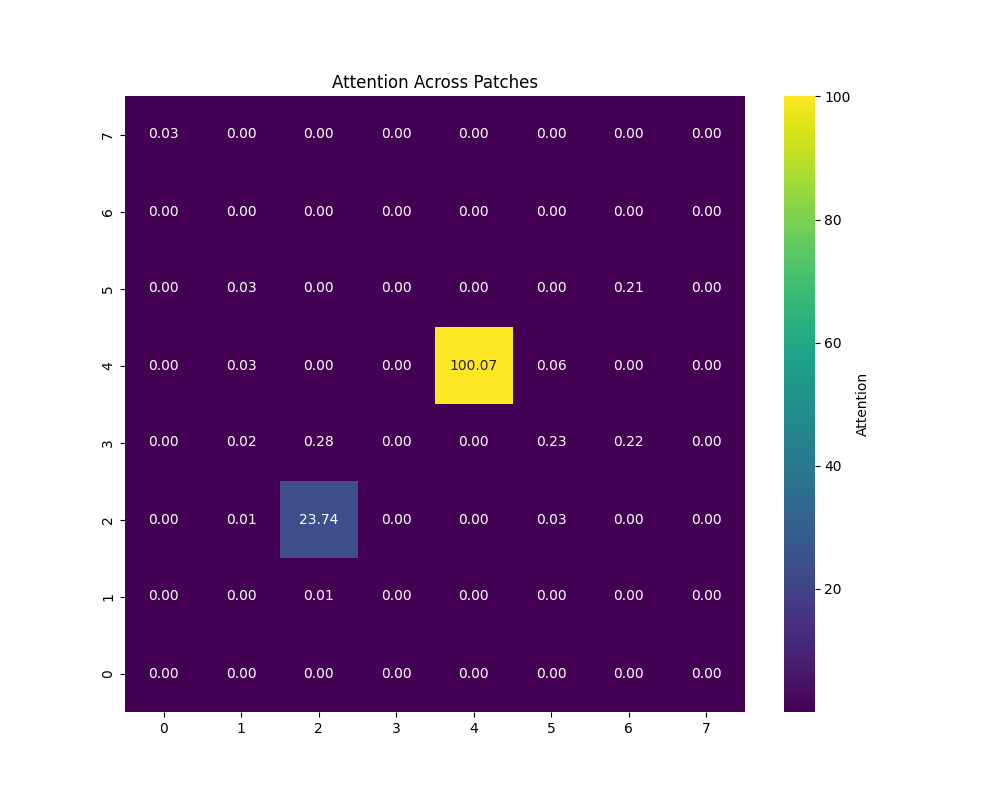 Attention Across Patches
7 0.03 0.00 0.00 0.00 0.00 0.00 0.00 0.00
6 0.00 0.00 0.00 0.00 0.00 0.00 0.00 0.00
5 0.00 0.03 0.00 0.00 0.00 0.00 0.21 0.00
4 0.00 0.03 0.00 0.00 100.07 0.06 0.00 0.00
3 0.00 0.02 0.28 0.00 0.00 0.23 0.22 0.00
2 0.00 0.01 23.74 0.00 0.00 0.03 0.00 0.00
1 0.00 0.00 0.01 0.00 0.00 0.00 0.00 0.00
0 0.00 0.00 0.00 0.00 0.00 0.00 0.00 0.00
0 1 2 3 4 5 6 7
100
80
60
40
20
Attention